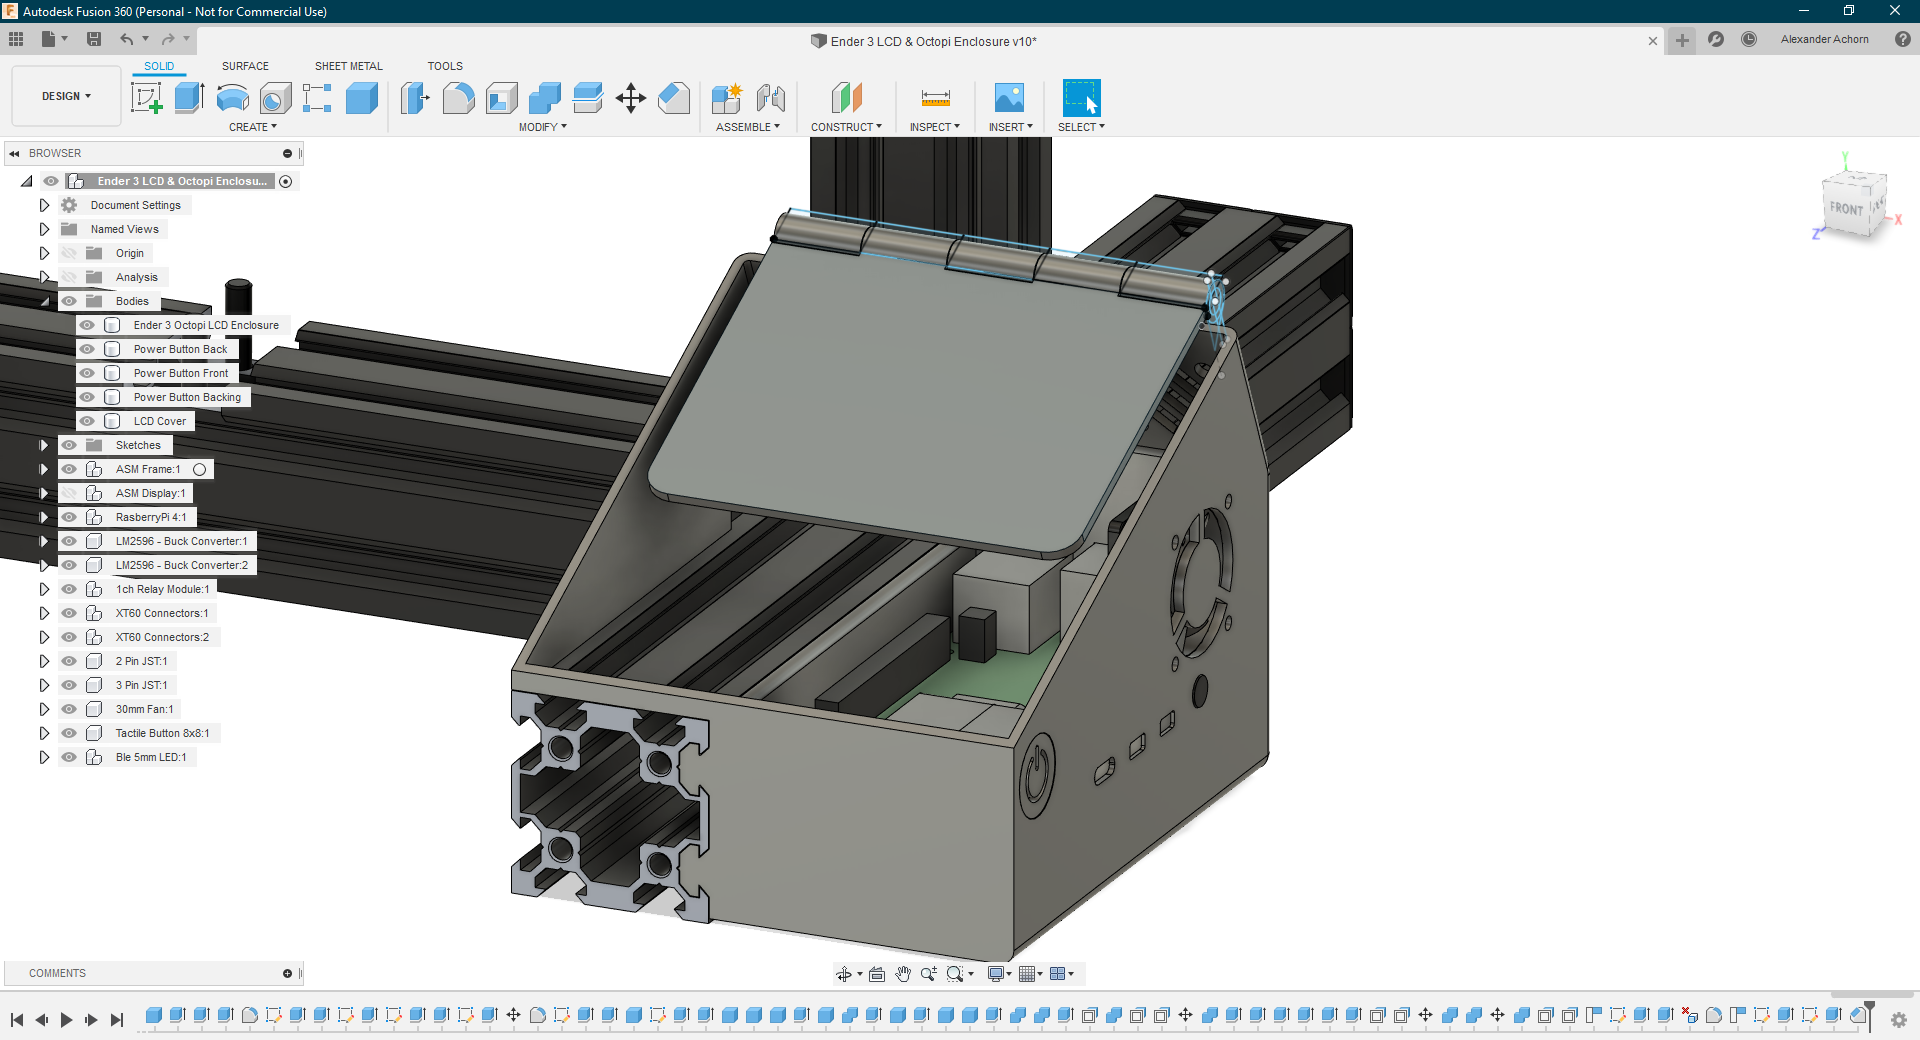 Autodesk Fusion 360 (Personal - Not for Commercial Use)
Ender 3 LCD & Octopi Enclosure v10*
Alexander Achorn
SOLID SURFACE SHEET METAL TOOLS
DESIGN
CREATE MODIFY ASSEMBLE CONSTRUCT INSPECT INSERT SELECT
BROWSER
Ender 3 LCD & Octopi Enclosu...
Document Settings
Named Views
Origin
Analysis
Bodies
Ender 3 Octopi LCD Enclosure
Power Button Back
Power Button Front
Power Button Backing
LCD Cover
Sketches
ASM Frame:1
ASM Display:1
RasberryPi 4:1
LM2596 - Buck Converter:1
LM2596 - Buck Converter:2
1ch Relay Module:1
XT60 Connectors:1
XT60 Connectors:2
2 Pin JST:1
3 Pin JST:1
30mm Fan:1
Tactile Button 8x8:1
Ble 5mm LED:1
Y
FRONT
X
Z
COMMENTS